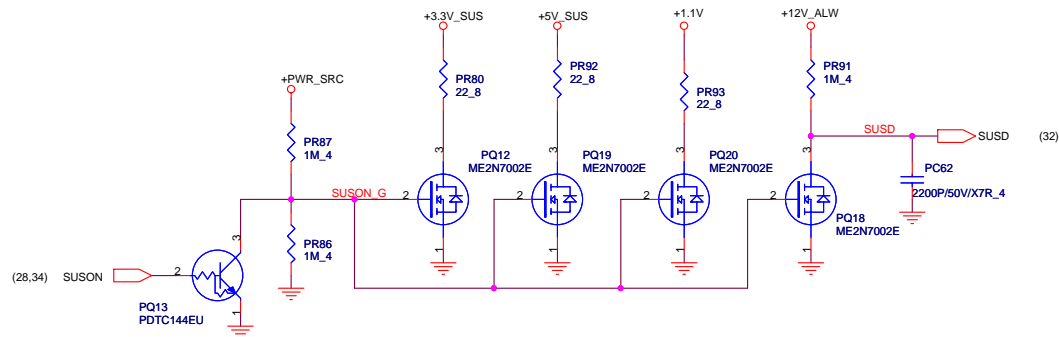 +3.3V_SUS
+5V_SUS
+1.1V
+12V_ALW
PR80
22_8
PR92
22_8
PR93
22_8
PR91
1M_4
+PWR_SRC
PR87
1M_4
SUSD
SUSD
(32)
3
3
3
3
PQ12
ME2N7002E
PQ19
ME2N7002E
PQ20
ME2N7002E
PC62
2200P/50V/X7R_4
SUSON_G
2
2
2
2
PQ18
ME2N7002E
3
PR86
1M_4
1
1
1
1
(28,34)
SUSON
2
PQ13
PDTC144EU
1